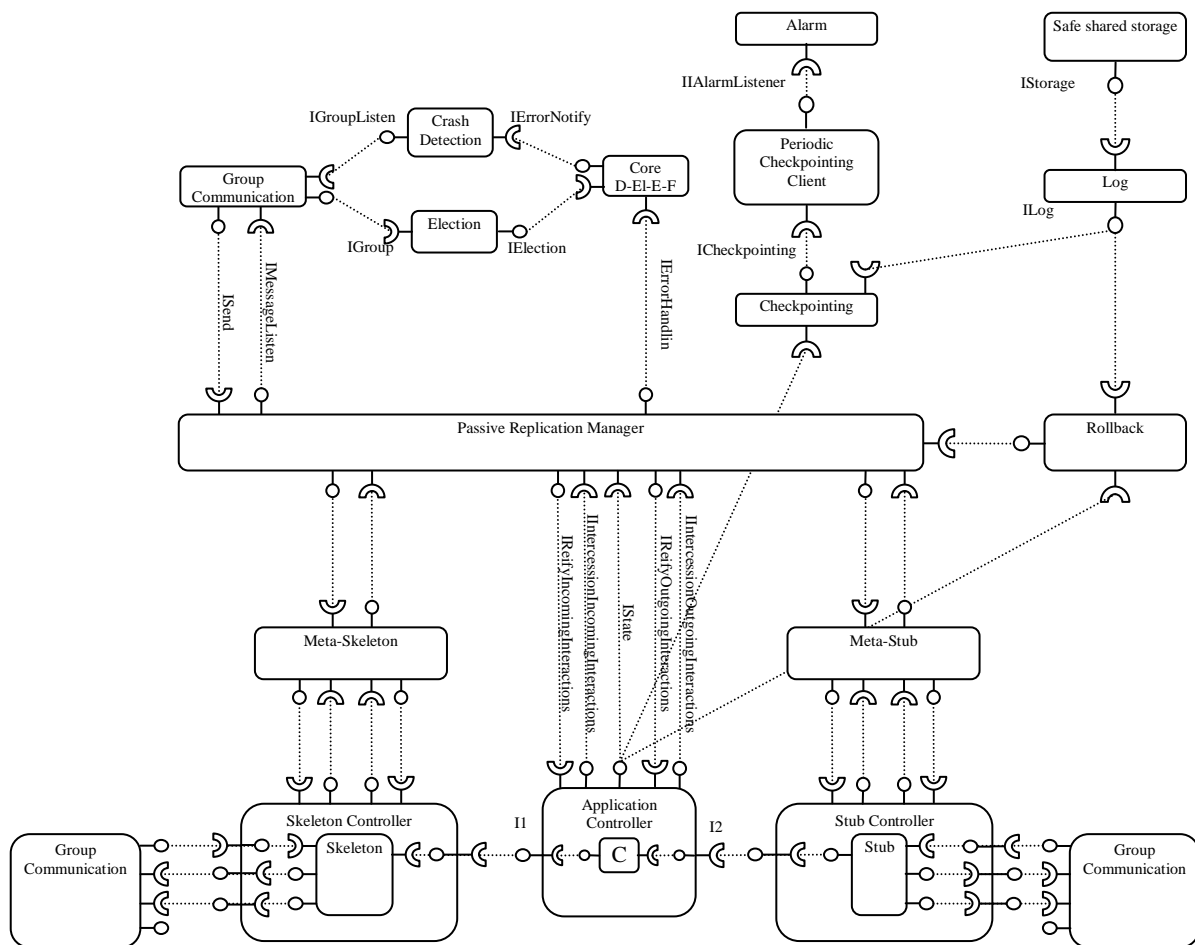 Alarm
Safe shared storage
IIAlarmListener
IStorage
IGroupListen
Crash
Detection
IErrorNotify
Periodic
Checkpointing
Client
Group
Communication
Core
D-El-E-F
Log
Election
ILog
IGroup
IElection
ICheckpointing
Checkpointing
ISend
IMessageListen
IErrorHandlin
Passive Replication Manager
Rollback
IReifyIncomingInteractions
IIntercessionIncomingInteractions
IState
IReifyOutgoingInteractions
IIntercessionOutgoingInteractions
Meta-Skeleton
Meta-Stub
Skeleton Controller
I1
Application
Controller
I2
Stub Controller
Group
Communication
Skeleton
C
Stub
Group
Communication